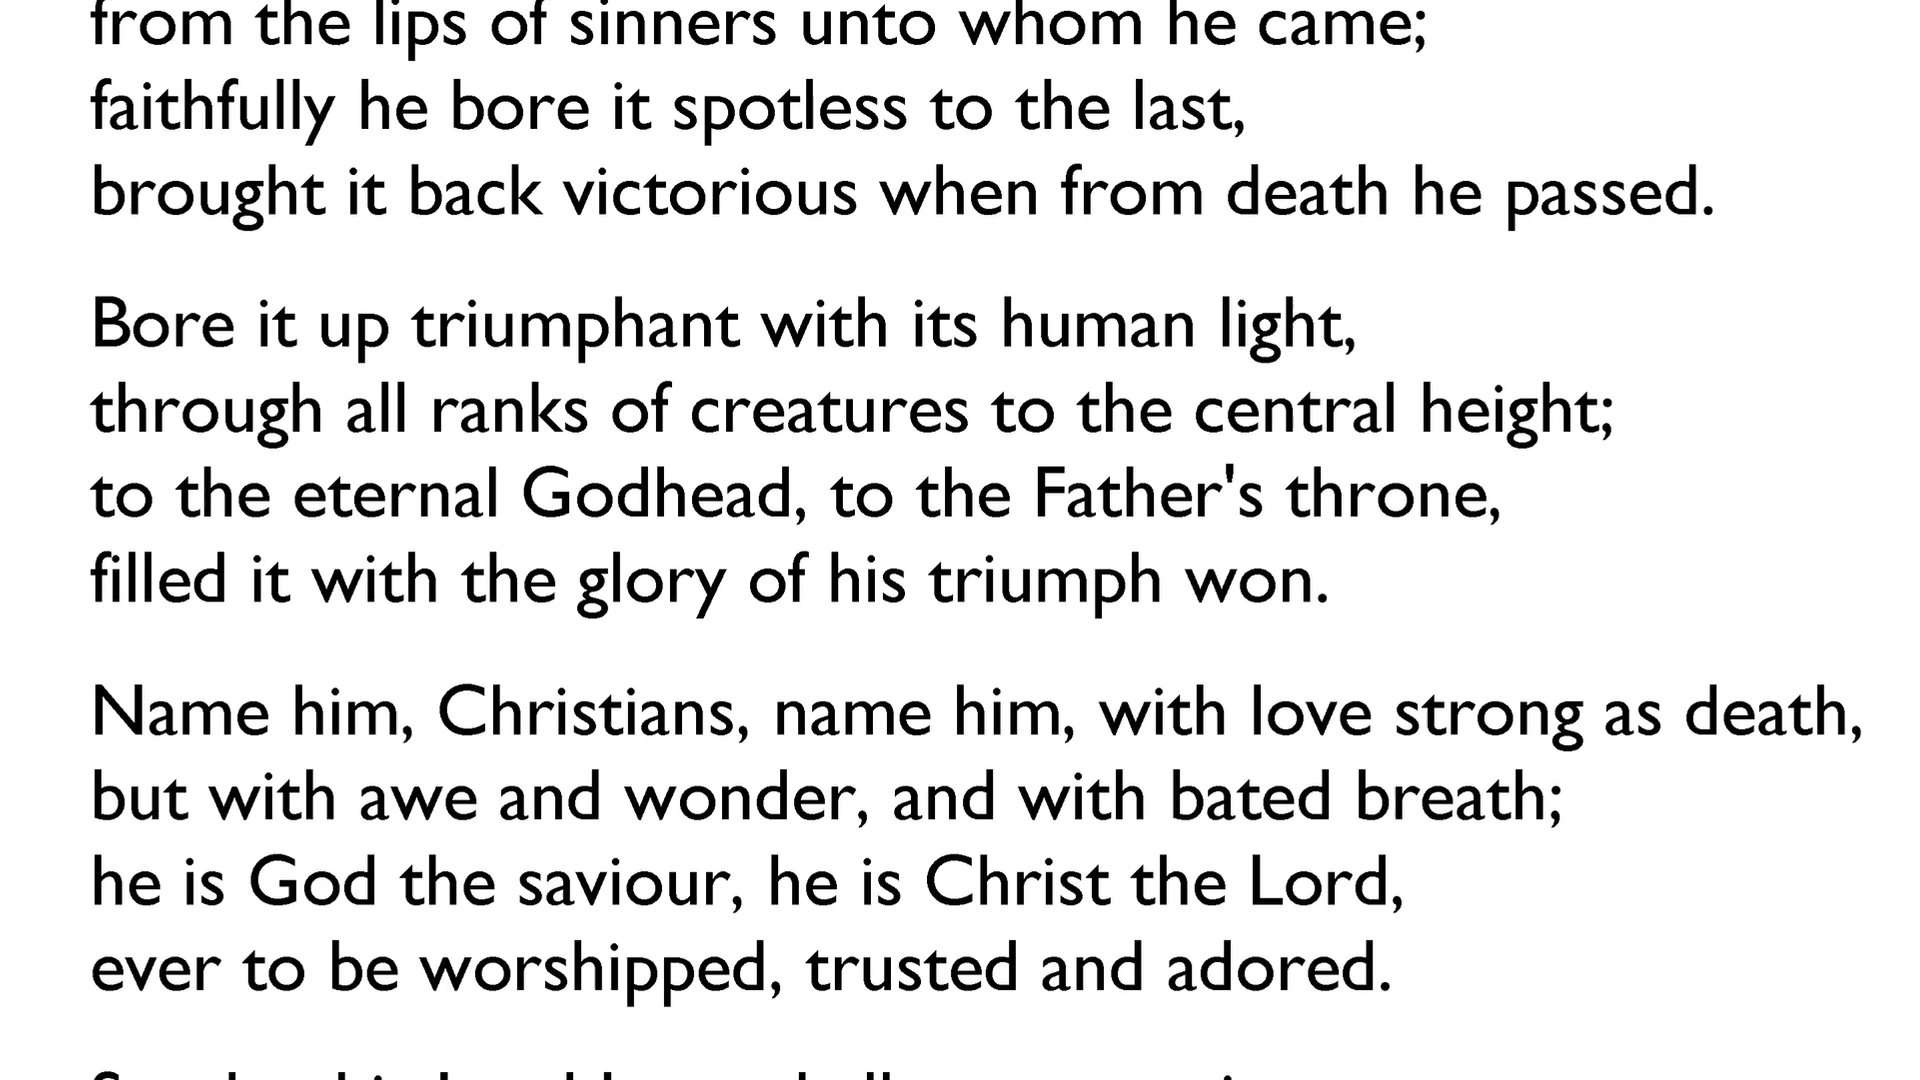 from the lips of sinners unto whom he came;
faithfully he bore it spotless to the last,
brought it back victorious when from death he passed.
Bore it up triumphant with its human light,
through all ranks of creatures to the central height;
to the eternal Godhead, to the Father's throne,
filled it with the glory of his triumph won.
Name him, Christians, name him, with love strong as death,
but with awe and wonder, and with bated breath;
he is God the saviour, he is Christ the Lord,
ever to be worshipped, trusted and adored.